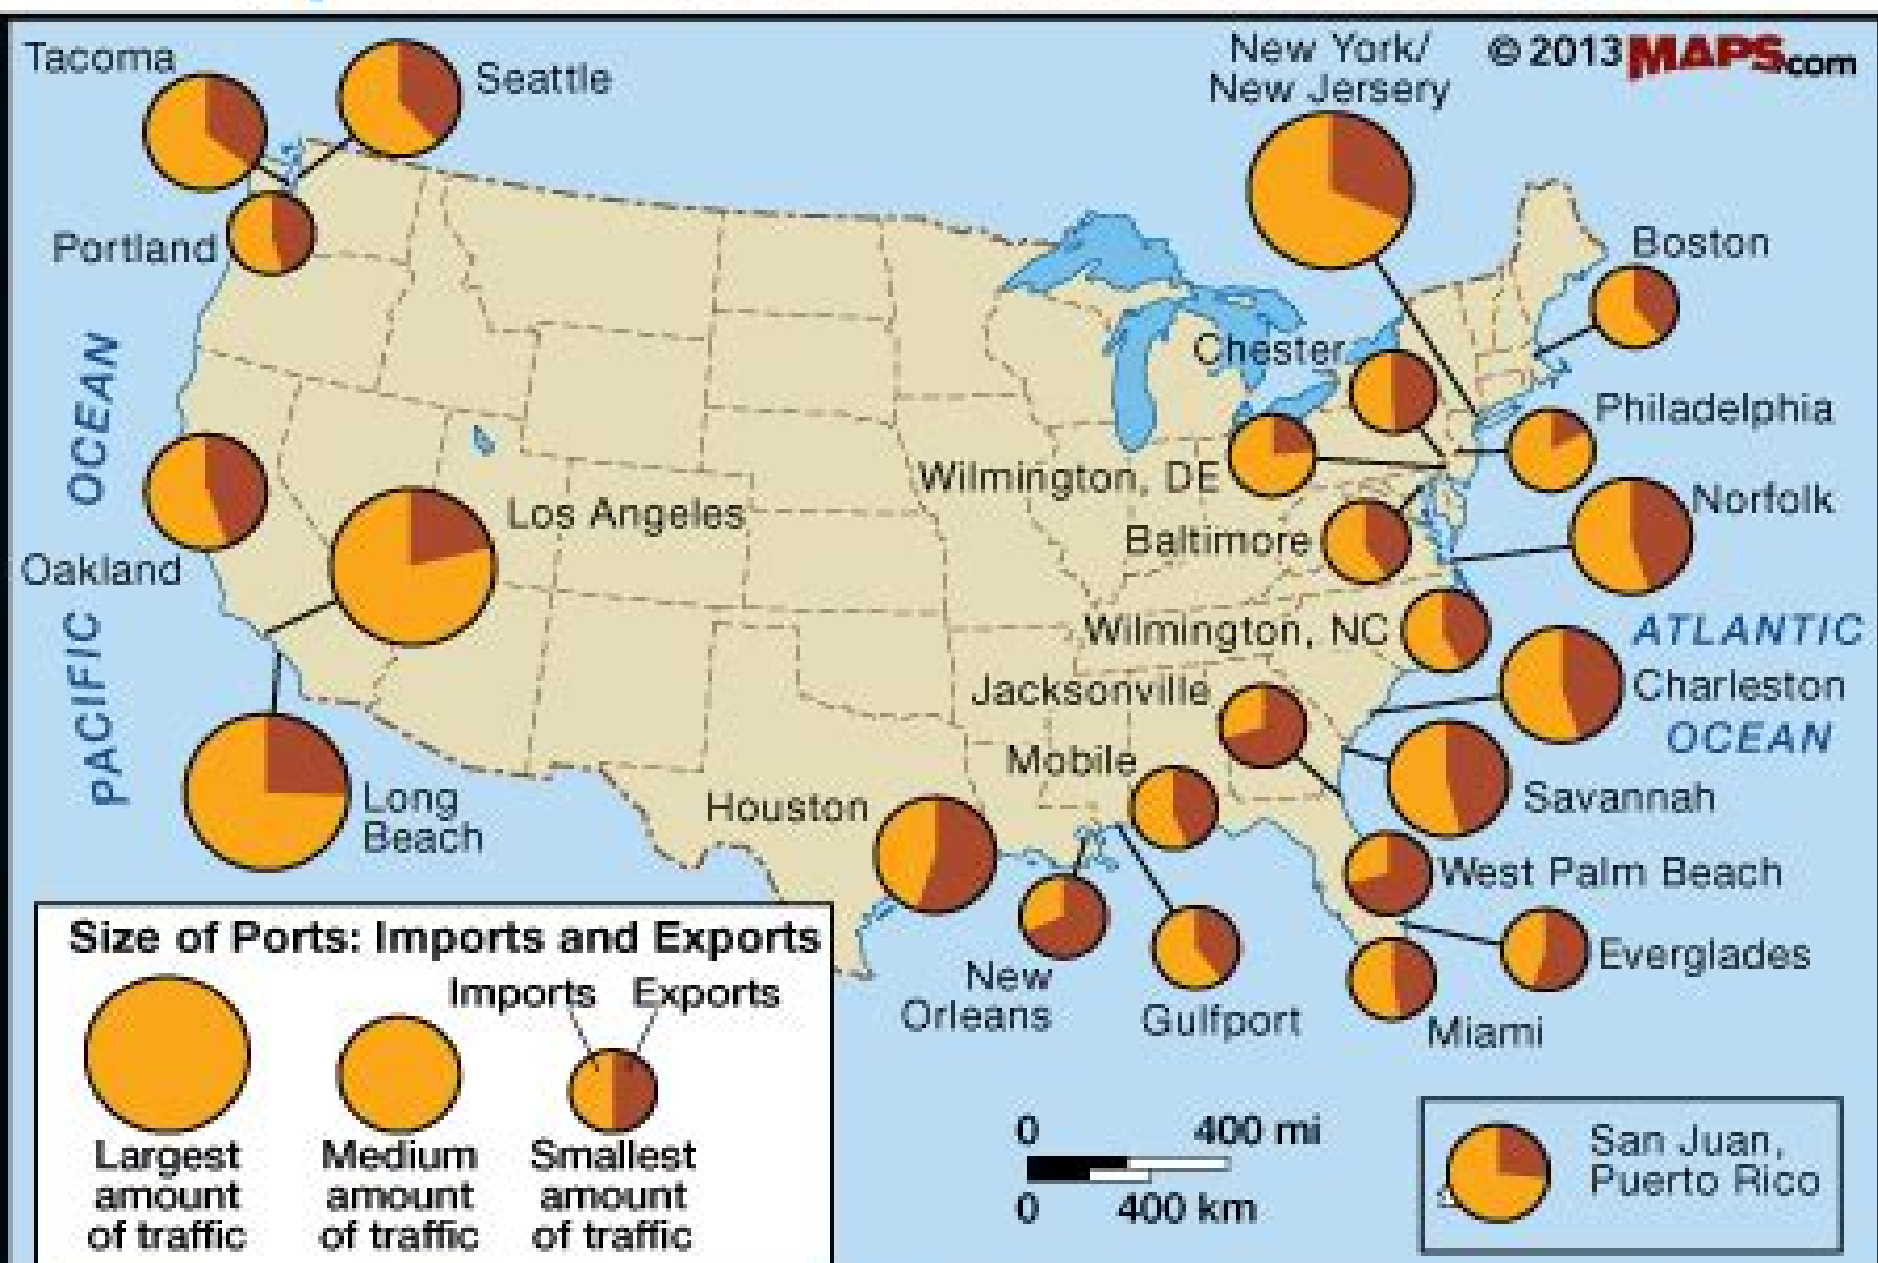 Tacoma
Seattle
New York/
New Jersery
© 2013 MAPS.com
Portland
Boston
Chester
Philadelphia
PACIFIC OCEAN
Wilmington, DE
Norfolk
Los Angeles
Baltimore
Oakland
Wilmington, NC
ATLANTIC
Charleston
OCEAN
Jacksonville
Mobile
Savannah
Long
Beach
Houston
West Palm Beach
Everglades
New
Orleans
Gulfport
Miami
Size of Ports: Imports and Exports
Imports Exports
Largest
amount
of traffic
Medium
amount
of traffic
Smallest
amount
of traffic
0 400 mi
0 400 km
San Juan,
Puerto Rico